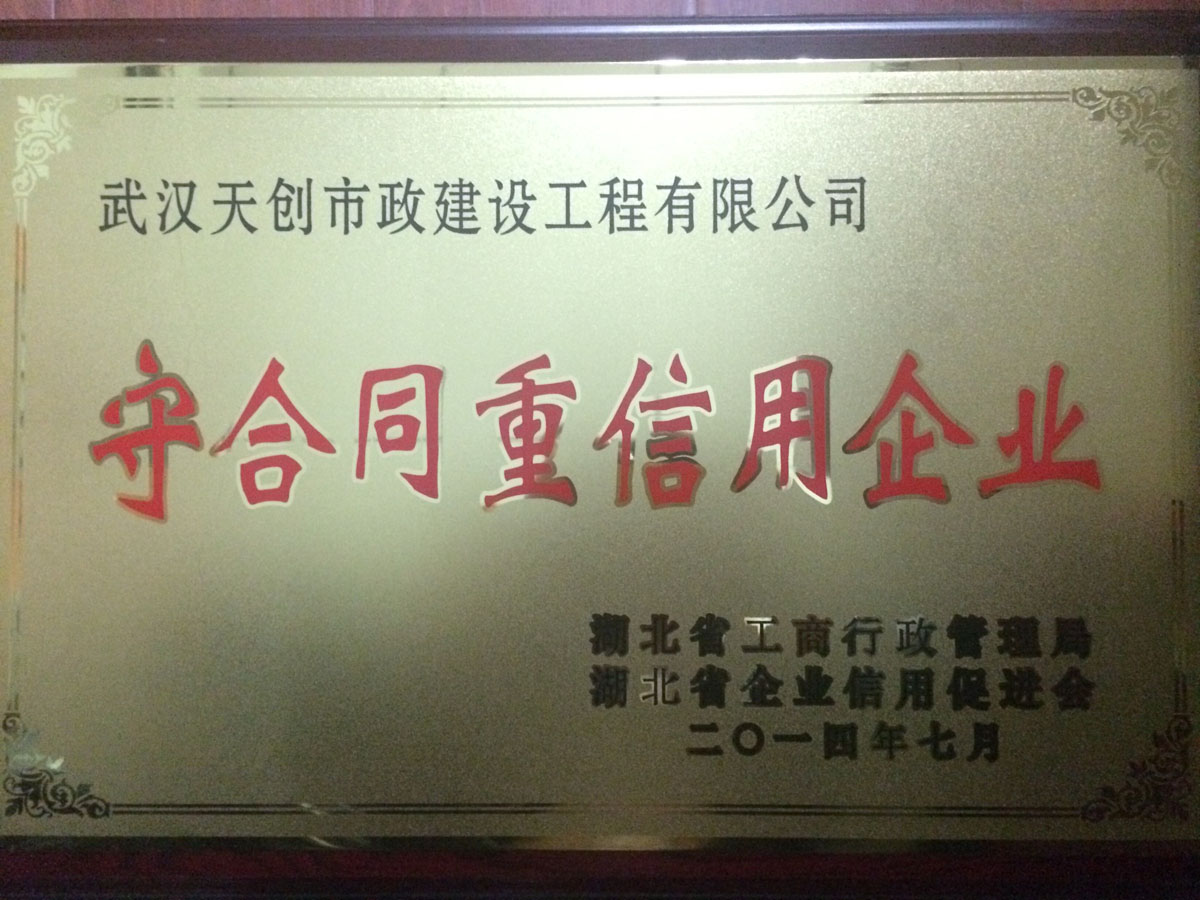 武汉天创市政建设工程有限公司
守合同重信用企业
湖北省工商行政管理局
湖北省企业信用促进会
二〇一四年七月